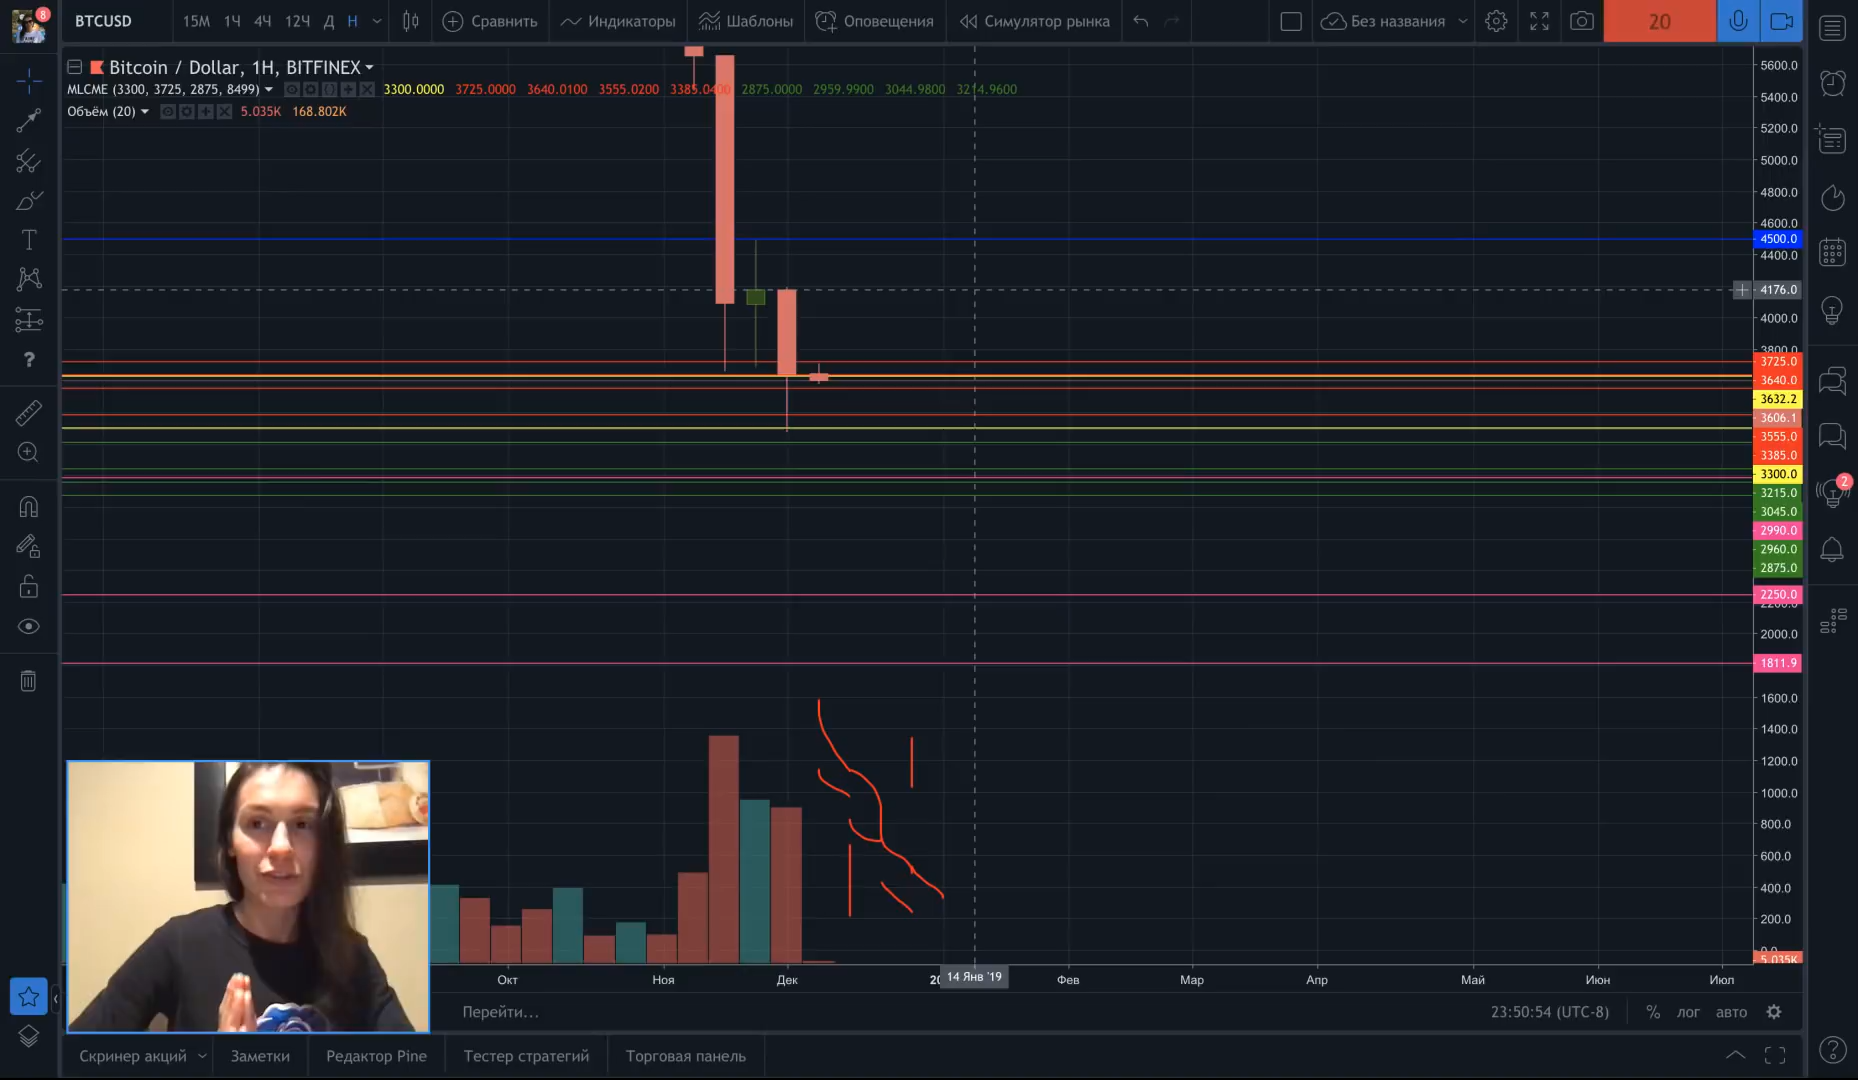 8
BTCUSD
15М 1Ч 4Ч 12Ч Д Н
Сравнить
Индикаторы
Шаблоны
Оповещения
Симулятор рынка
Без названия
20
Bitcoin / Dollar, 1Н, BITFINEX
MLCME (3300, 3725, 2875, 8499) 3300.0000 3725.0000 3640.0100 3555.0200 3385.0400 2875.0000 2959.9900 3044.9800 3214.9600
Объём (20) 5.035K 168.802K
5600.0
5400.0
5200.0
5000.0
4800.0
4600.0
4500.0
4400.0
4176.0
4000.0
3800.0
3725.0
3640.0
3632.2
3606.1
3555.0
3385.0
3300.0
3215.0
3045.0
2990.0
2960.0
2875.0
2250.0
2200.0
2000.0
1811.9
1600.0
1400.0
1200.0
1000.0
800.0
600.0
400.0
200.0
0.0
5.035K
2
Окт Ноя Дек 14 Янв '19 Фев Мар Апр Май Июн Июл
Перейти...
23:50:54 (UTC-8) % лог авто
Скринер акций Заметки Редактор Pine Тестер стратегий Торговая панель